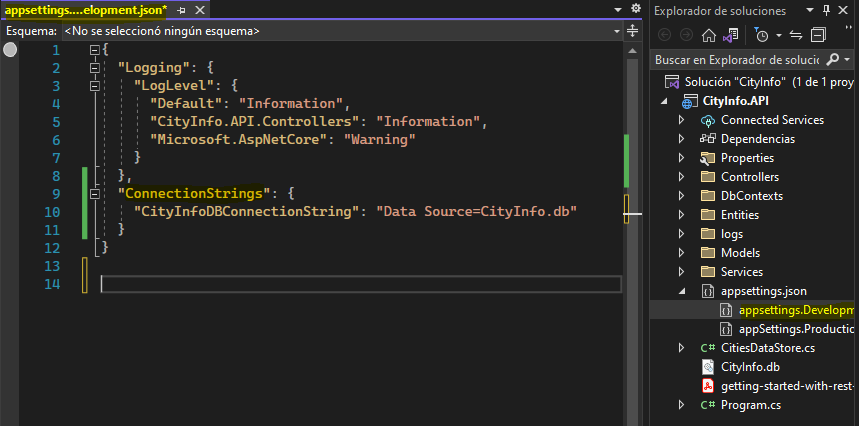 appsettings....elopment.json*
Esquema: <No se seleccionó ningún esquema>
1 {
2 "Logging": {
3 "LogLevel": {
4 "Default": "Information",
5 "CityInfo.API.Controllers": "Information",
6 "Microsoft.AspNetCore": "Warning"
7 }
8 },
9 "ConnectionStrings": {
10 "CityInfoDBConnectionString": "Data Source=CityInfo.db"
11 }
12 }
13
14
Explorador de soluciones
Buscar en Explorador de solucic
Solución "CityInfo" (1 de 1 proy
CityInfo.API
Connected Services
Dependencias
Properties
Controllers
DbContexts
Entities
logs
Models
Services
appsettings.json
appsettings.Developm
appSettings.Productic
C# CitiesDataStore.cs
CityInfo.db
getting-started-with-rest-
C# Program.cs